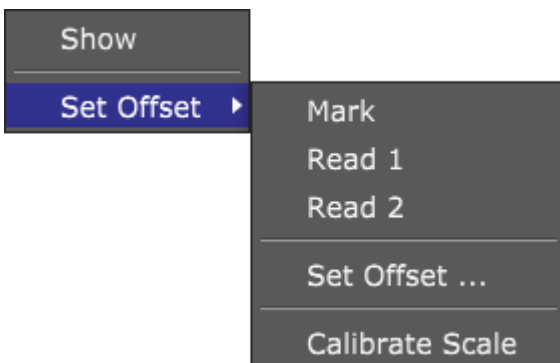 Show
Set Offset
Mark
Read 1
Read 2
Set Offset ...
Calibrate Scale